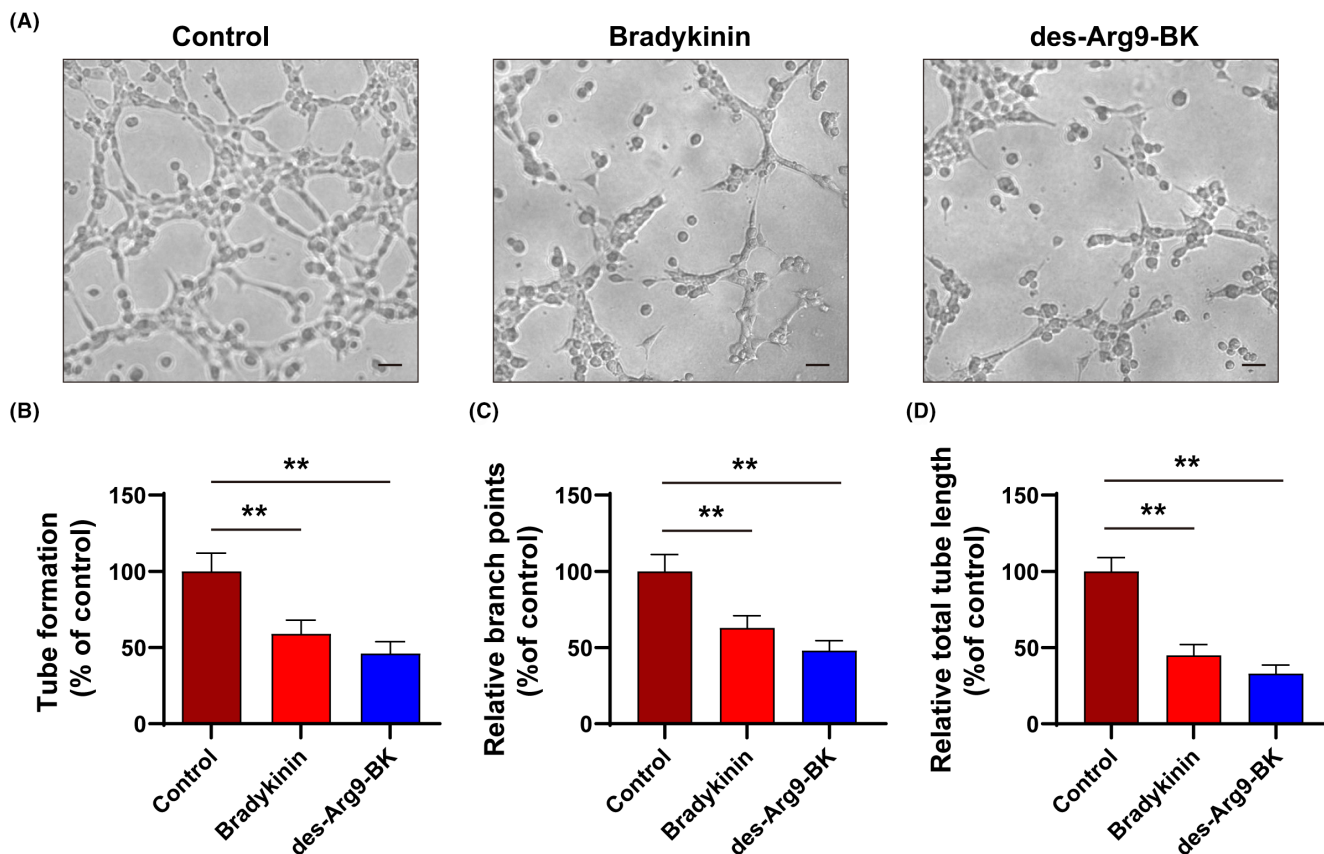 (A)
Control
Bradykinin
des-Arg9-BK
(B)
Tube formation
(% of control)
150
100
50
0
**
**
Control
Bradykinin
des-Arg9-BK
(C)
Relative branch points
(%of control)
150
100
50
0
**
**
Control
Bradykinin
des-Arg9-BK
(D)
Relative total tube length
(%of control)
150
100
50
0
**
**
Control
Bradykinin
des-Arg9-BK